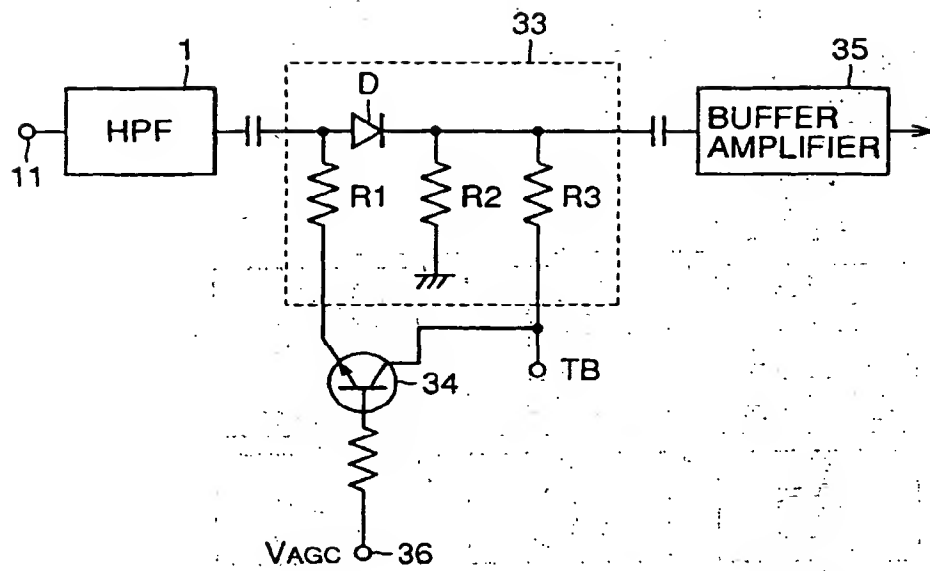 33
1
35
D
HPF
BUFFER
AMPLIFIER
11
R1
R2
R3
34
TB
VAGC
36